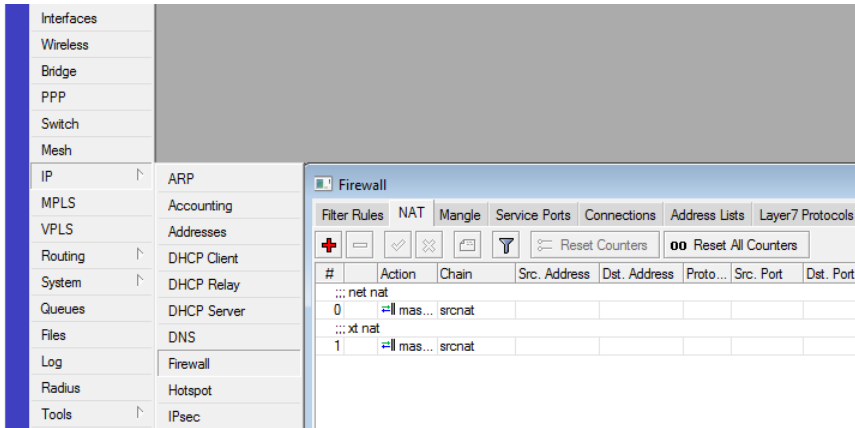 Interfaces
Wireless
Bridge
PPP
Switch
Mesh
IP
MPLS
VPLS
Routing
System
Queues
Files
Log
Radius
Tools
ARP
Accounting
Addresses
DHCP Client
DHCP Relay
DHCP Server
DNS
Firewall
Hotspot
IPsec
Firewall
Filter Rules NAT Mangle Service Ports Connections Address Lists Layer7 Protocols
Reset Counters 00 Reset All Counters
# Action Chain Src. Address Dst. Address Proto... Src. Port Dst. Port
;;; net nat
0 mas... srcnat
;;; xt nat
1 mas... srcnat